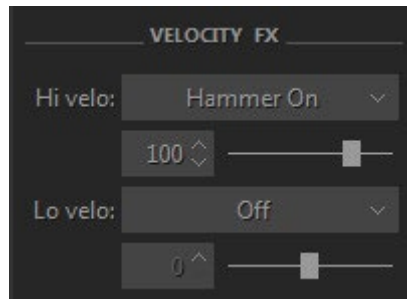 VELOCITY FX
Hi velo: Hammer On
100
Lo velo: Off
0